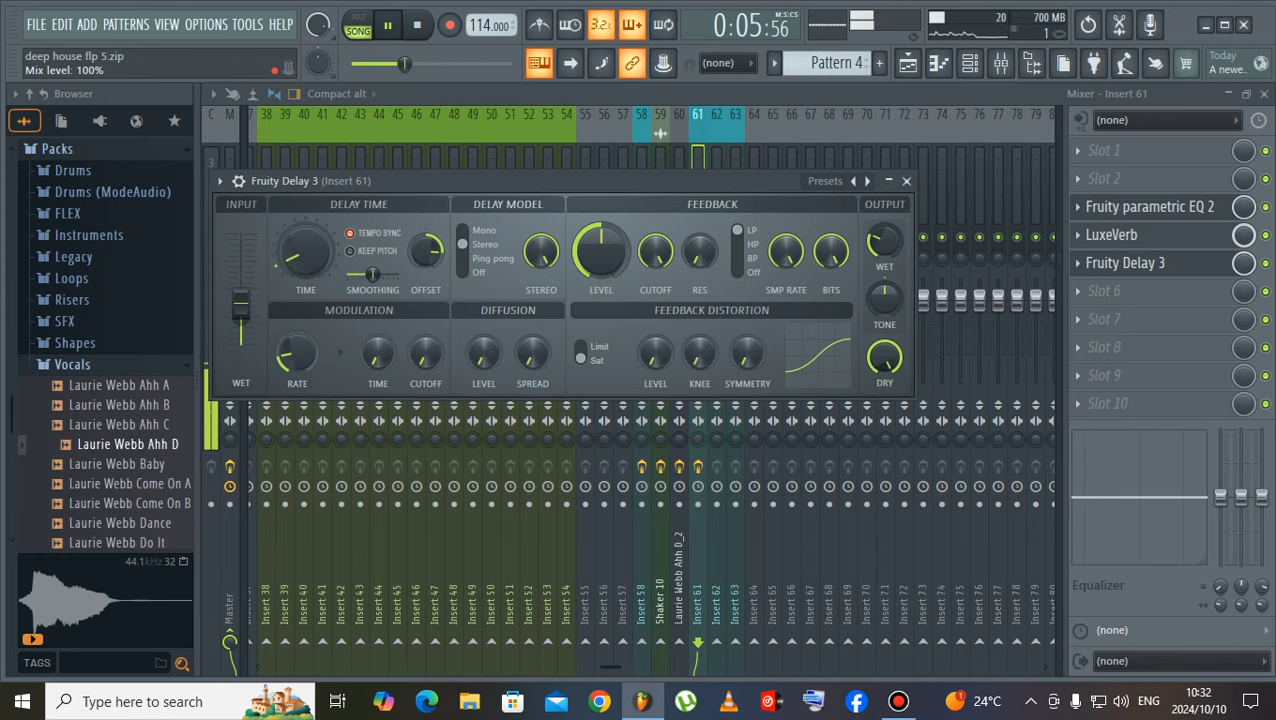 FILE EDIT ADD PATTERNS VIEW OPTIONS TOOLS HELP
PAT
SONG
114.000
3.2.
0:05:56
M:S:CS
20
700 MB
1
deep house flp 5.zip
Mix level: 100%
(none)
Pattern 4
Today
A newe..
Browser
Compact alt
Mixer - Insert 61
C M 38 39 40 41 42 43 44 45 46 47 48 49 50 51 52 53 54 55 56 57 58 59 60 61 62 63 64 65 66 67 68 69 70 71 72 73 74 75 76 77 78
(none)
Packs
Drums
Drums (ModeAudio)
FLEX
Instruments
Legacy
Loops
Risers
SFX
Shapes
Vocals
Laurie Webb Ahh A
Laurie Webb Ahh B
Laurie Webb Ahh C
Laurie Webb Ahh D
Laurie Webb Baby
Laurie Webb Come On A
Laurie Webb Come On B
Laurie Webb Dance
Laurie Webb Do It
44.1kHz 32
TAGS
Fruity Delay 3 (Insert 61)
Presets
INPUT
DELAY TIME
DELAY MODEL
FEEDBACK
OUTPUT
TEMPO SYNC
KEEP PITCH
TIME
SMOOTHING
OFFSET
Mono
Stereo
Ping pong
Off
STEREO
LEVEL
CUTOFF
RES
LP
HP
BP
Off
SMP RATE
BITS
WET
TONE
DRY
MODULATION
DIFFUSION
FEEDBACK DISTORTION
RATE
TIME
CUTOFF
LEVEL
SPREAD
Limit
Sat
LEVEL
KNEE
SYMMETRY
WET
Slot 1
Slot 2
Fruity parametric EQ 2
LuxeVerb
Fruity Delay 3
Slot 6
Slot 7
Slot 8
Slot 9
Slot 10
Equalizer
(none)
(none)
Master
Insert 38
Insert 39
Insert 40
Insert 41
Insert 42
Insert 43
Insert 44
Insert 45
Insert 46
Insert 47
Insert 48
Insert 49
Insert 50
Insert 51
Insert 52
Insert 53
Insert 54
Insert 55
Insert 56
Insert 57
Insert 58
Shaker 10
Laurie Webb Ahh D_2
Insert 61
Insert 62
Insert 63
Insert 64
Insert 65
Insert 66
Insert 67
Insert 68
Insert 69
Insert 70
Insert 71
Insert 72
Insert 73
Insert 74
Insert 75
Insert 76
Insert 77
Insert 78
Type here to search
1
24°C
ENG
10:32
2024/10/10